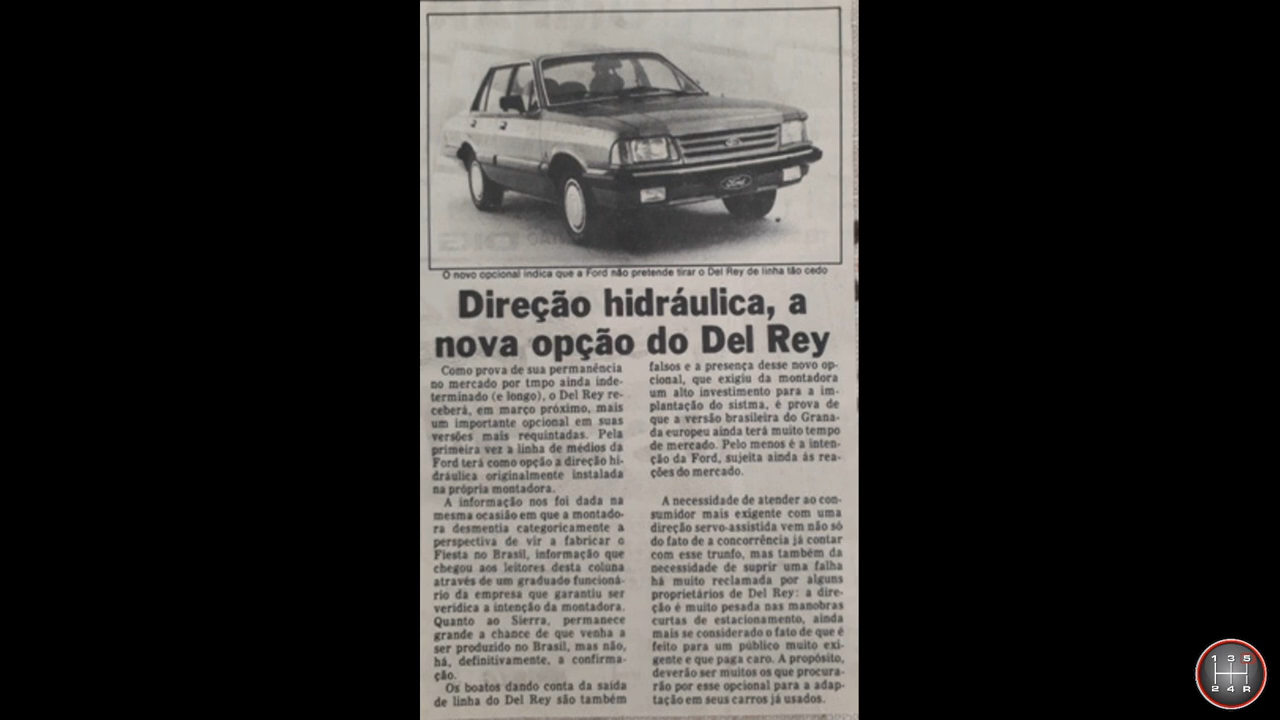 Ford
O novo opcional indica que a Ford não pretende tirar o Del Rey de linha tão cedo
Direção hidráulica, a
nova opção do Del Rey
Como prova de sua permanência
no mercado por tmpo ainda inde-
terminado (e longo), o Del Rey re-
ceberá, em março próximo, mais
um importante opcional em suas
versões mais requintadas. Pela
primeira vez a linha de médios da
Ford terá como opção a direção hi-
dráulica originalmente instalada
na própria montadora.
A informação nos foi dada na
mesma ocasião em que a montado-
ra desmentia categoricamente a
perspectiva de vir a fabricar o
Fiesta no Brasil, informação que
chegou aos leitores desta coluna
através de um graduado funcioná-
rio da empresa que garantiu ser
verídica a intenção da montadora.
Quanto ao Sierra, permanece
grande a chance de que venha a
ser produzido no Brasil, mas não,
há, definitivamente, a confirma-
ção.
Os boatos dando conta da saída
de linha do Del Rey são também
falsos e a presença desse novo op-
cional, que exigiu da montadora
um alto investimento para a im-
plantação do sistma, é prova de
que a versão brasileira do Grana-
da europeu ainda terá muito tempo
de mercado. Pelo menos é a inten-
ção da Ford, sujeita ainda ás rea-
ções do mercado.
A necessidade de atender ao con-
sumidor mais exigente com uma
direção servo-assistida vem não só
do fato de a concorrência já contar
com esse trunfo, mas também da
necessidade de suprir uma falha
há muito reclamada por alguns
proprietários de Del Rey: a dire-
ção é muito pesada nas manobras
curtas de estacionamento, ainda
mais se considerado o fato de que é
feito para um público muito exi-
gente e que paga caro. A propósito,
deverão ser muitos os que procura-
rão por esse opcional para a adap-
tação em seus carros já usados.
1 3 5
2 4 R